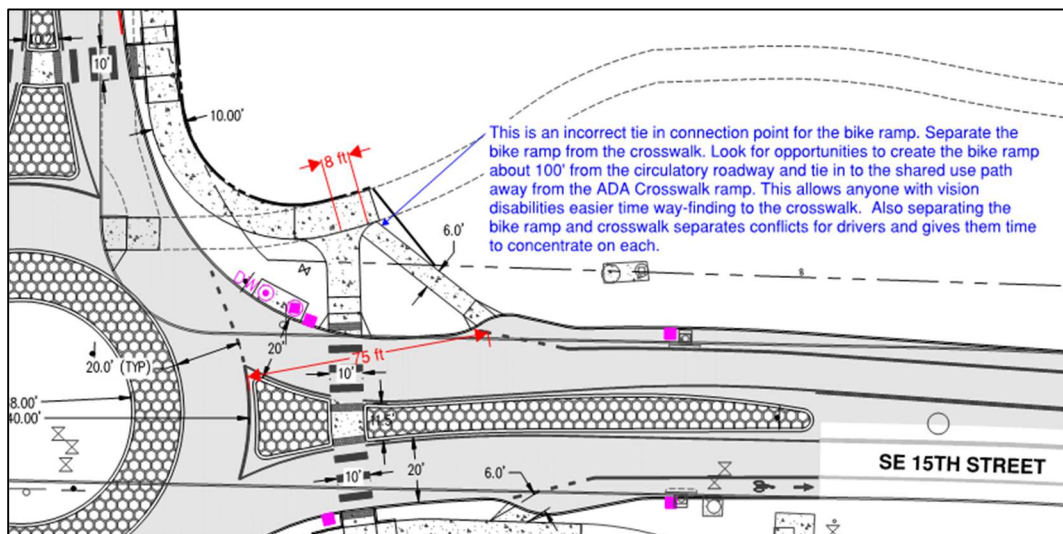 10'
10.00'
8 ft
This is an incorrect tie in connection point for the bike ramp. Separate the
bike ramp from the crosswalk. Look for opportunities to create the bike ramp
about 100' from the circulatory roadway and tie in to the shared use path
away from the ADA Crosswalk ramp. This allows anyone with vision
disabilities easier time way-finding to the crosswalk.  Also separating the
bike ramp and crosswalk separates conflicts for drivers and gives them time
to concentrate on each.
6.0'
20'
75 ft
20.0' (TYP)
10'
8.00'
40.00'
10'
20'
6.0'
SE 15TH STREET